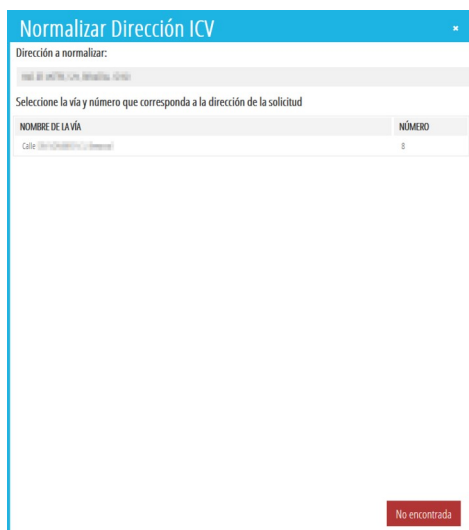 Normalizar Dirección ICV
Dirección a normalizar:
Seleccione la vía y número que corresponda a la dirección de la solicitud
NOMBRE DE LA VÍA NÚMERO
Calle 8
No encontrada